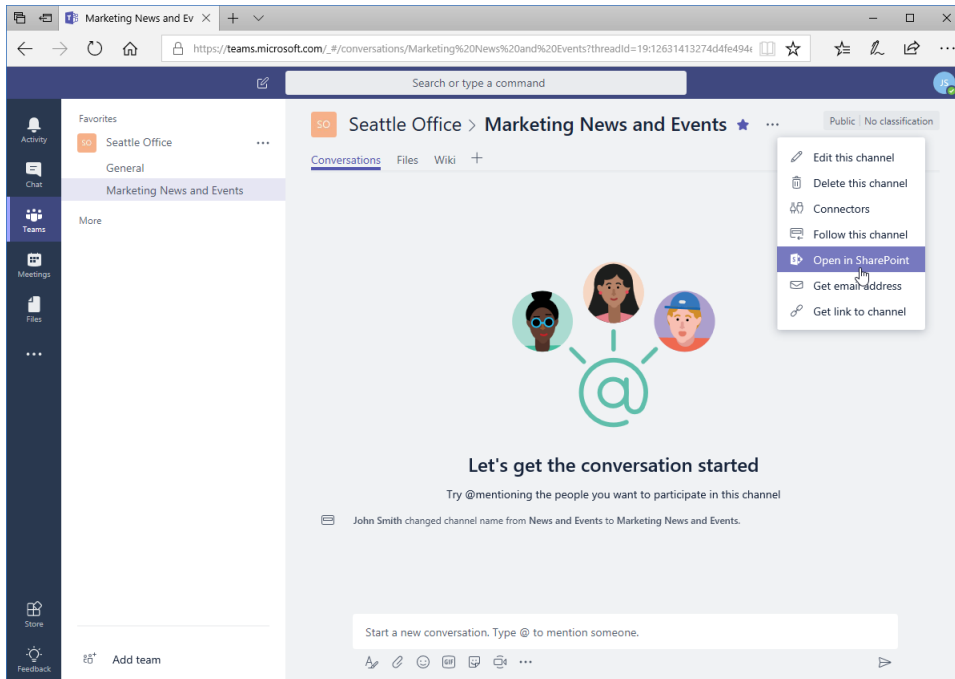 Marketing News and Ev
https://teams.microsoft.com/_#/conversations/Marketing%20News%20and%20Events?threadId=19:12631413274d4fe494e
Search or type a command
JS
Activity
Chat
Teams
Meetings
Files
Store
Feedback
Favorites
SO Seattle Office
General
Marketing News and Events
More
Add team
SO Seattle Office > Marketing News and Events
Public | No classification
Conversations Files Wiki
Edit this channel
Delete this channel
Connectors
Follow this channel
Open in SharePoint
Get email address
Get link to channel
@
Let's get the conversation started
Try @mentioning the people you want to participate in this channel
John Smith changed channel name from News and Events to Marketing News and Events.
Start a new conversation. Type @ to mention someone.
GIF